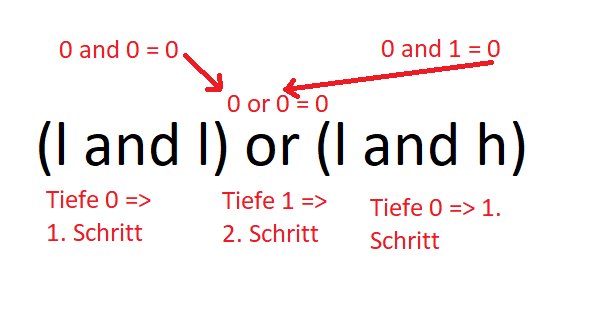 0 and 0 = 0
0 and 1 = 0
0 or 0 = 0
(l and l) or (l and h)
Tiefe 0 =>
1. Schritt
Tiefe 1 =>
2. Schritt
Tiefe 0 => 1.
Schritt